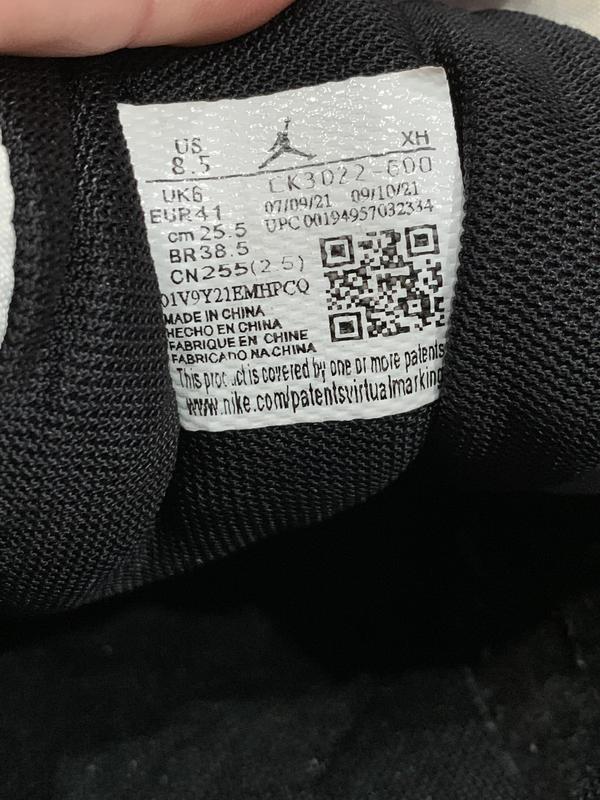 US
8.5
XH
UK6
CK3022-600
EUR41
07/09/21 09/10/21
cm 25.5
UPC 00194957032334
BR38.5
CN255(2.5)
01V9Y21EMHPCQ
MADE IN CHINA
HECHO EN CHINA
FABRIQUE EN CHINE
FABRICADO NA CHINA
This product is covered by one or more patents
www.nike.com/patentsvirtualmarking